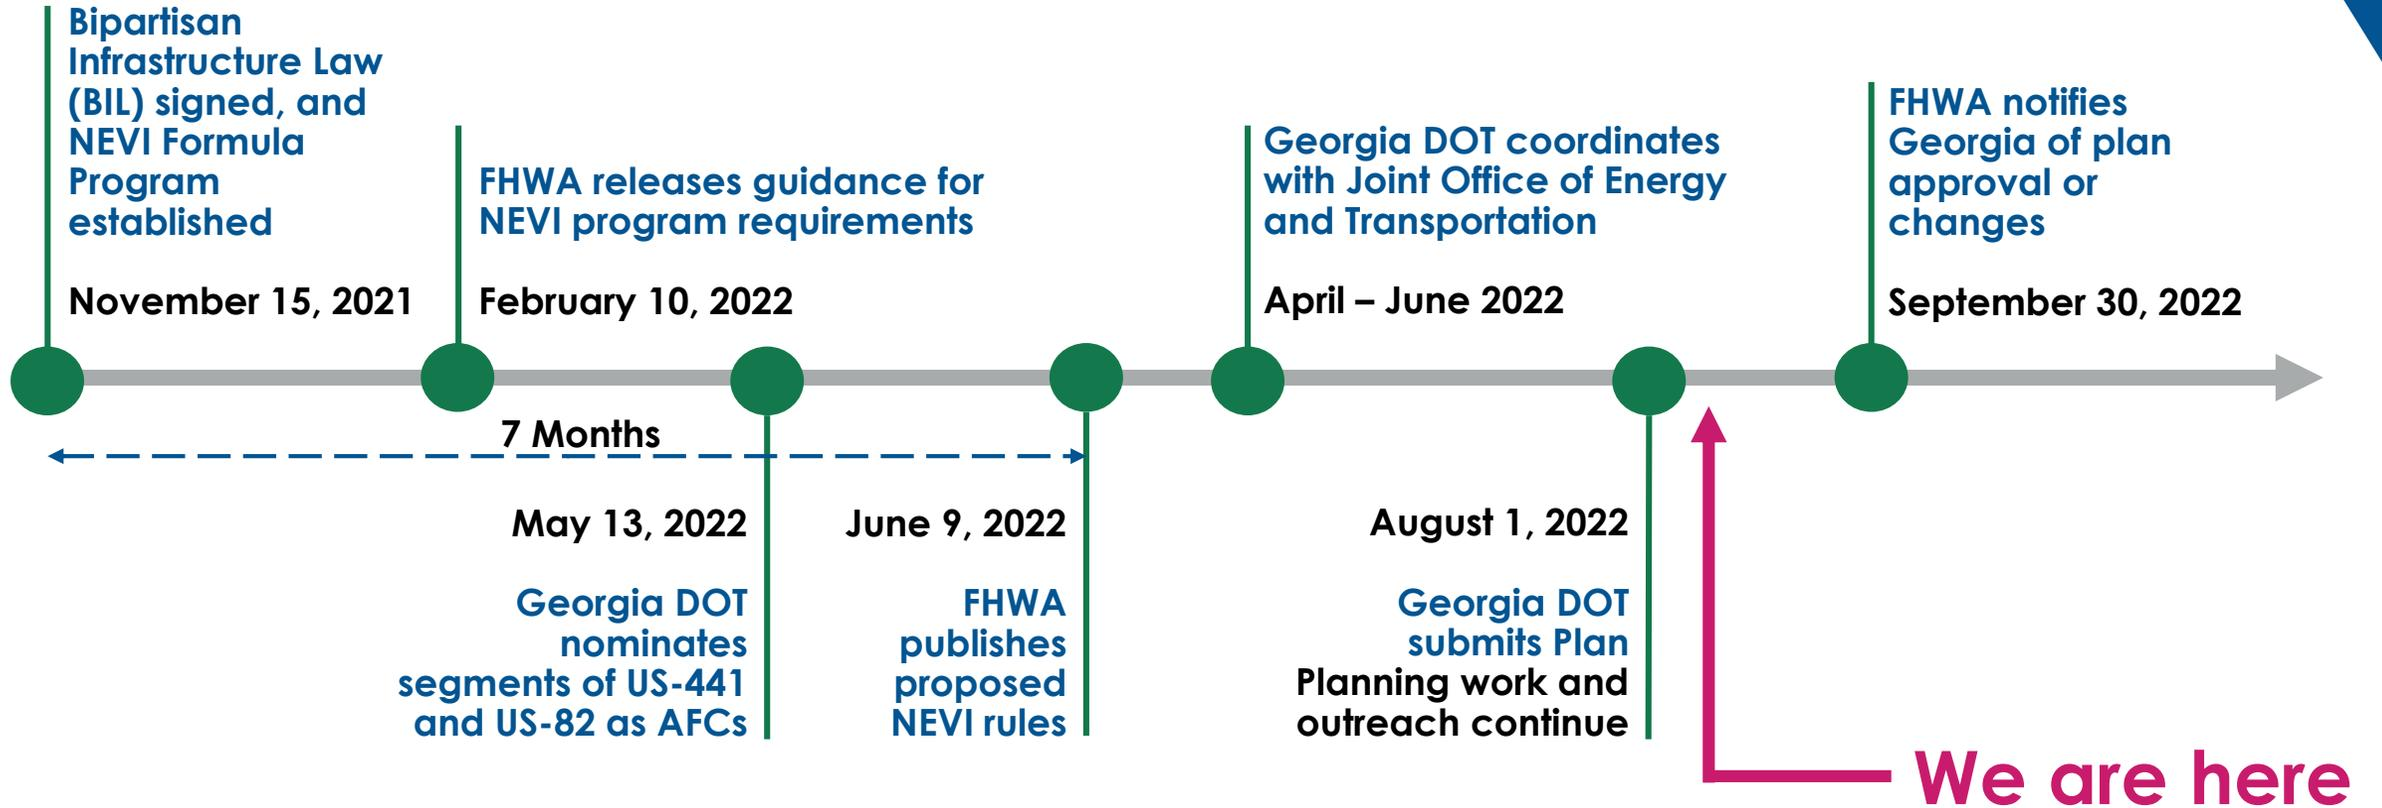 Bipartisan
Infrastructure Law
(BIL) signed, and
NEVI Formula
Program
established
November 15, 2021
FHWA releases guidance for
NEVI program requirements
February 10, 2022
Georgia DOT coordinates
with Joint Office of Energy
and Transportation
April – June 2022
FHWA notifies
Georgia of plan
approval or
changes
September 30, 2022
7 Months
May 13, 2022
Georgia DOT
nominates
segments of US-441
and US-82 as AFCs
June 9, 2022
FHWA
publishes
proposed
NEVI rules
August 1, 2022
Georgia DOT
submits Plan
Planning work and
outreach continue
We are here